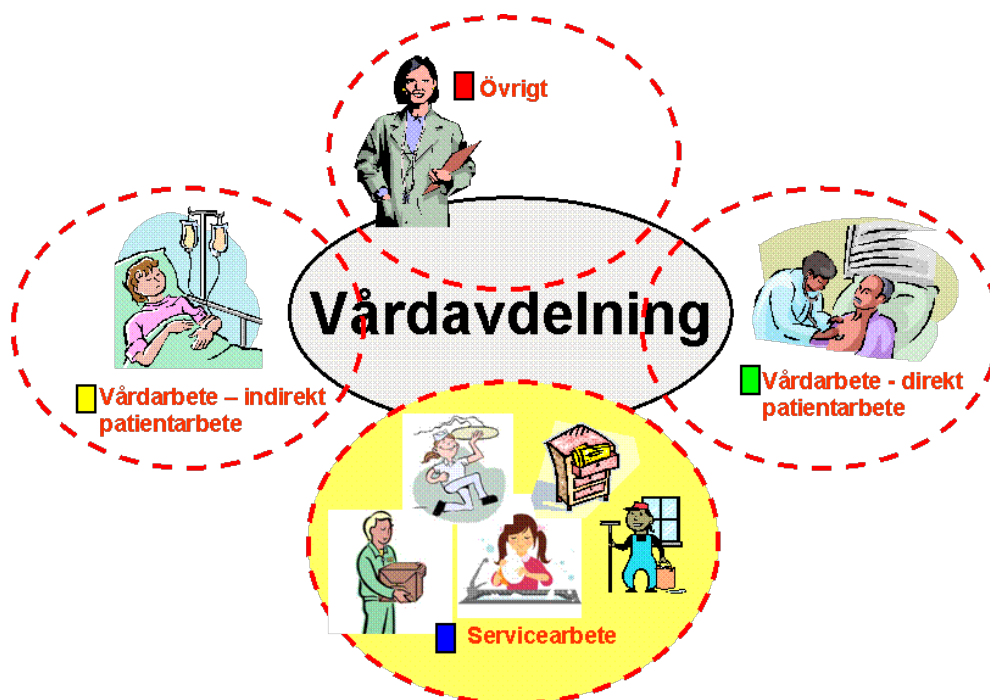 Övrigt
Vårdavdelning
Vårdarbete – indirekt
patientarbete
Vårdarbete - direkt
patientarbete
Servicearbete